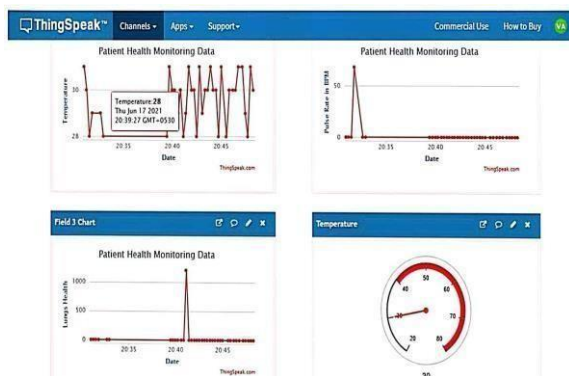 ThingSpeak™ Channels Apps Support Commercial Use How to Buy VA
Patient Health Monitoring Data
Temperature
30
28
Temperature: 28
Thu Jun 17 2021
20:39:27 GMT+0530
20:35 20:40 20:45
Date
ThingSpeak.com
Patient Health Monitoring Data
Pulse Rate in BPM
50
0
20:35 20:40 20:45
Date
ThingSpeak.com
Field 3 Chart
Patient Health Monitoring Data
Lungs Health
1000
500
0
20:35 20:40 20:45
Date
ThingSpeak.com
Temperature
50
40 60
30 70
20 80